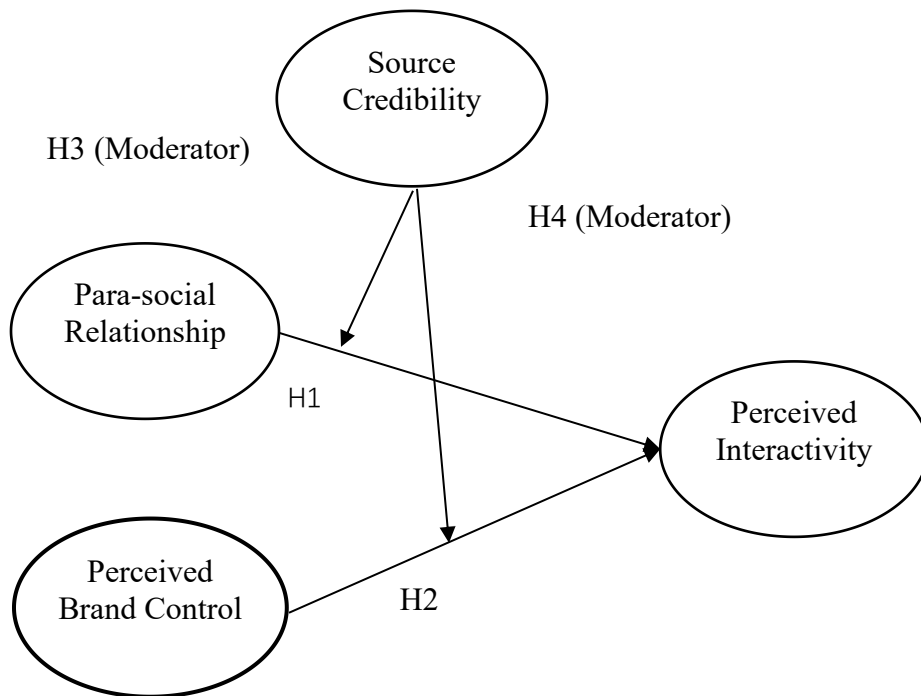 Source
Credibility
H3 (Moderator)
H4 (Moderator)
Para-social
Relationship
H1
Perceived
Interactivity
Perceived
Brand Control
H2